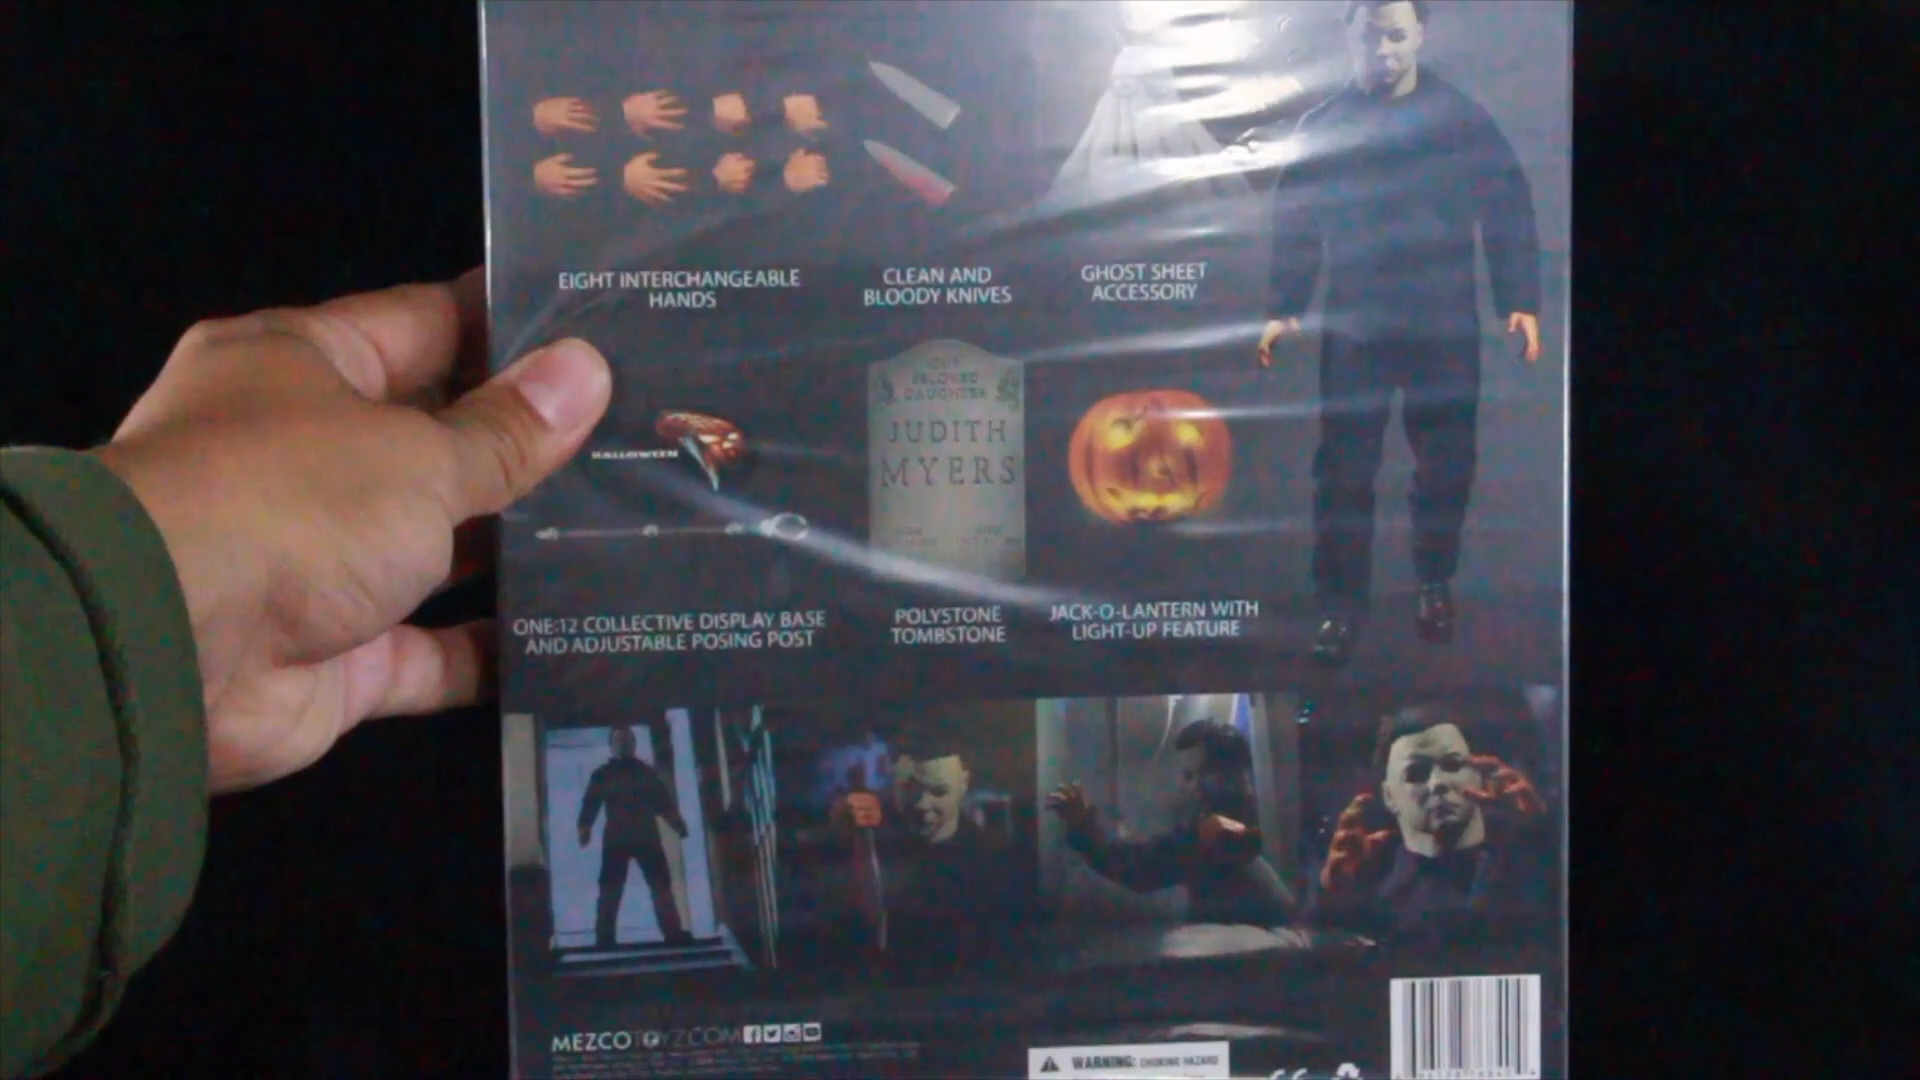 EIGHT INTERCHANGEABLE
HANDS
CLEAN AND
BLOODY KNIVES
GHOST SHEET
ACCESSORY
HALLOWEEN
OUR
BELOVED
DAUGHTER
JUDITH
MYERS
ONE:12 COLLECTIVE DISPLAY BASE
AND ADJUSTABLE POSING POST
POLYSTONE
TOMBSTONE
JACK-O-LANTERN WITH
LIGHT-UP FEATURE
MEZCOTOYZ.COM
WARNING: CHOKING HAZARD